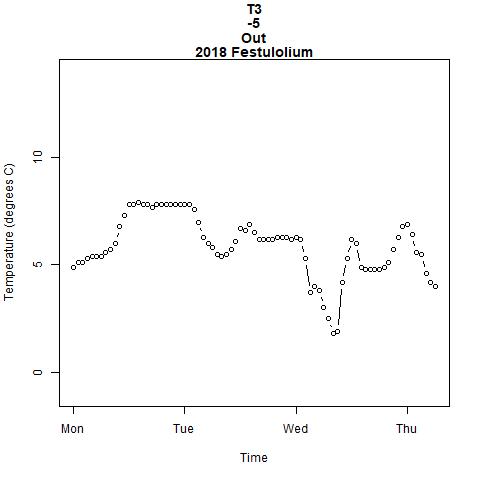 T3
-5
Out
2018 Festulolium
Temperature (degrees C)
10
5
0
Mon Tue Wed Thu
Time